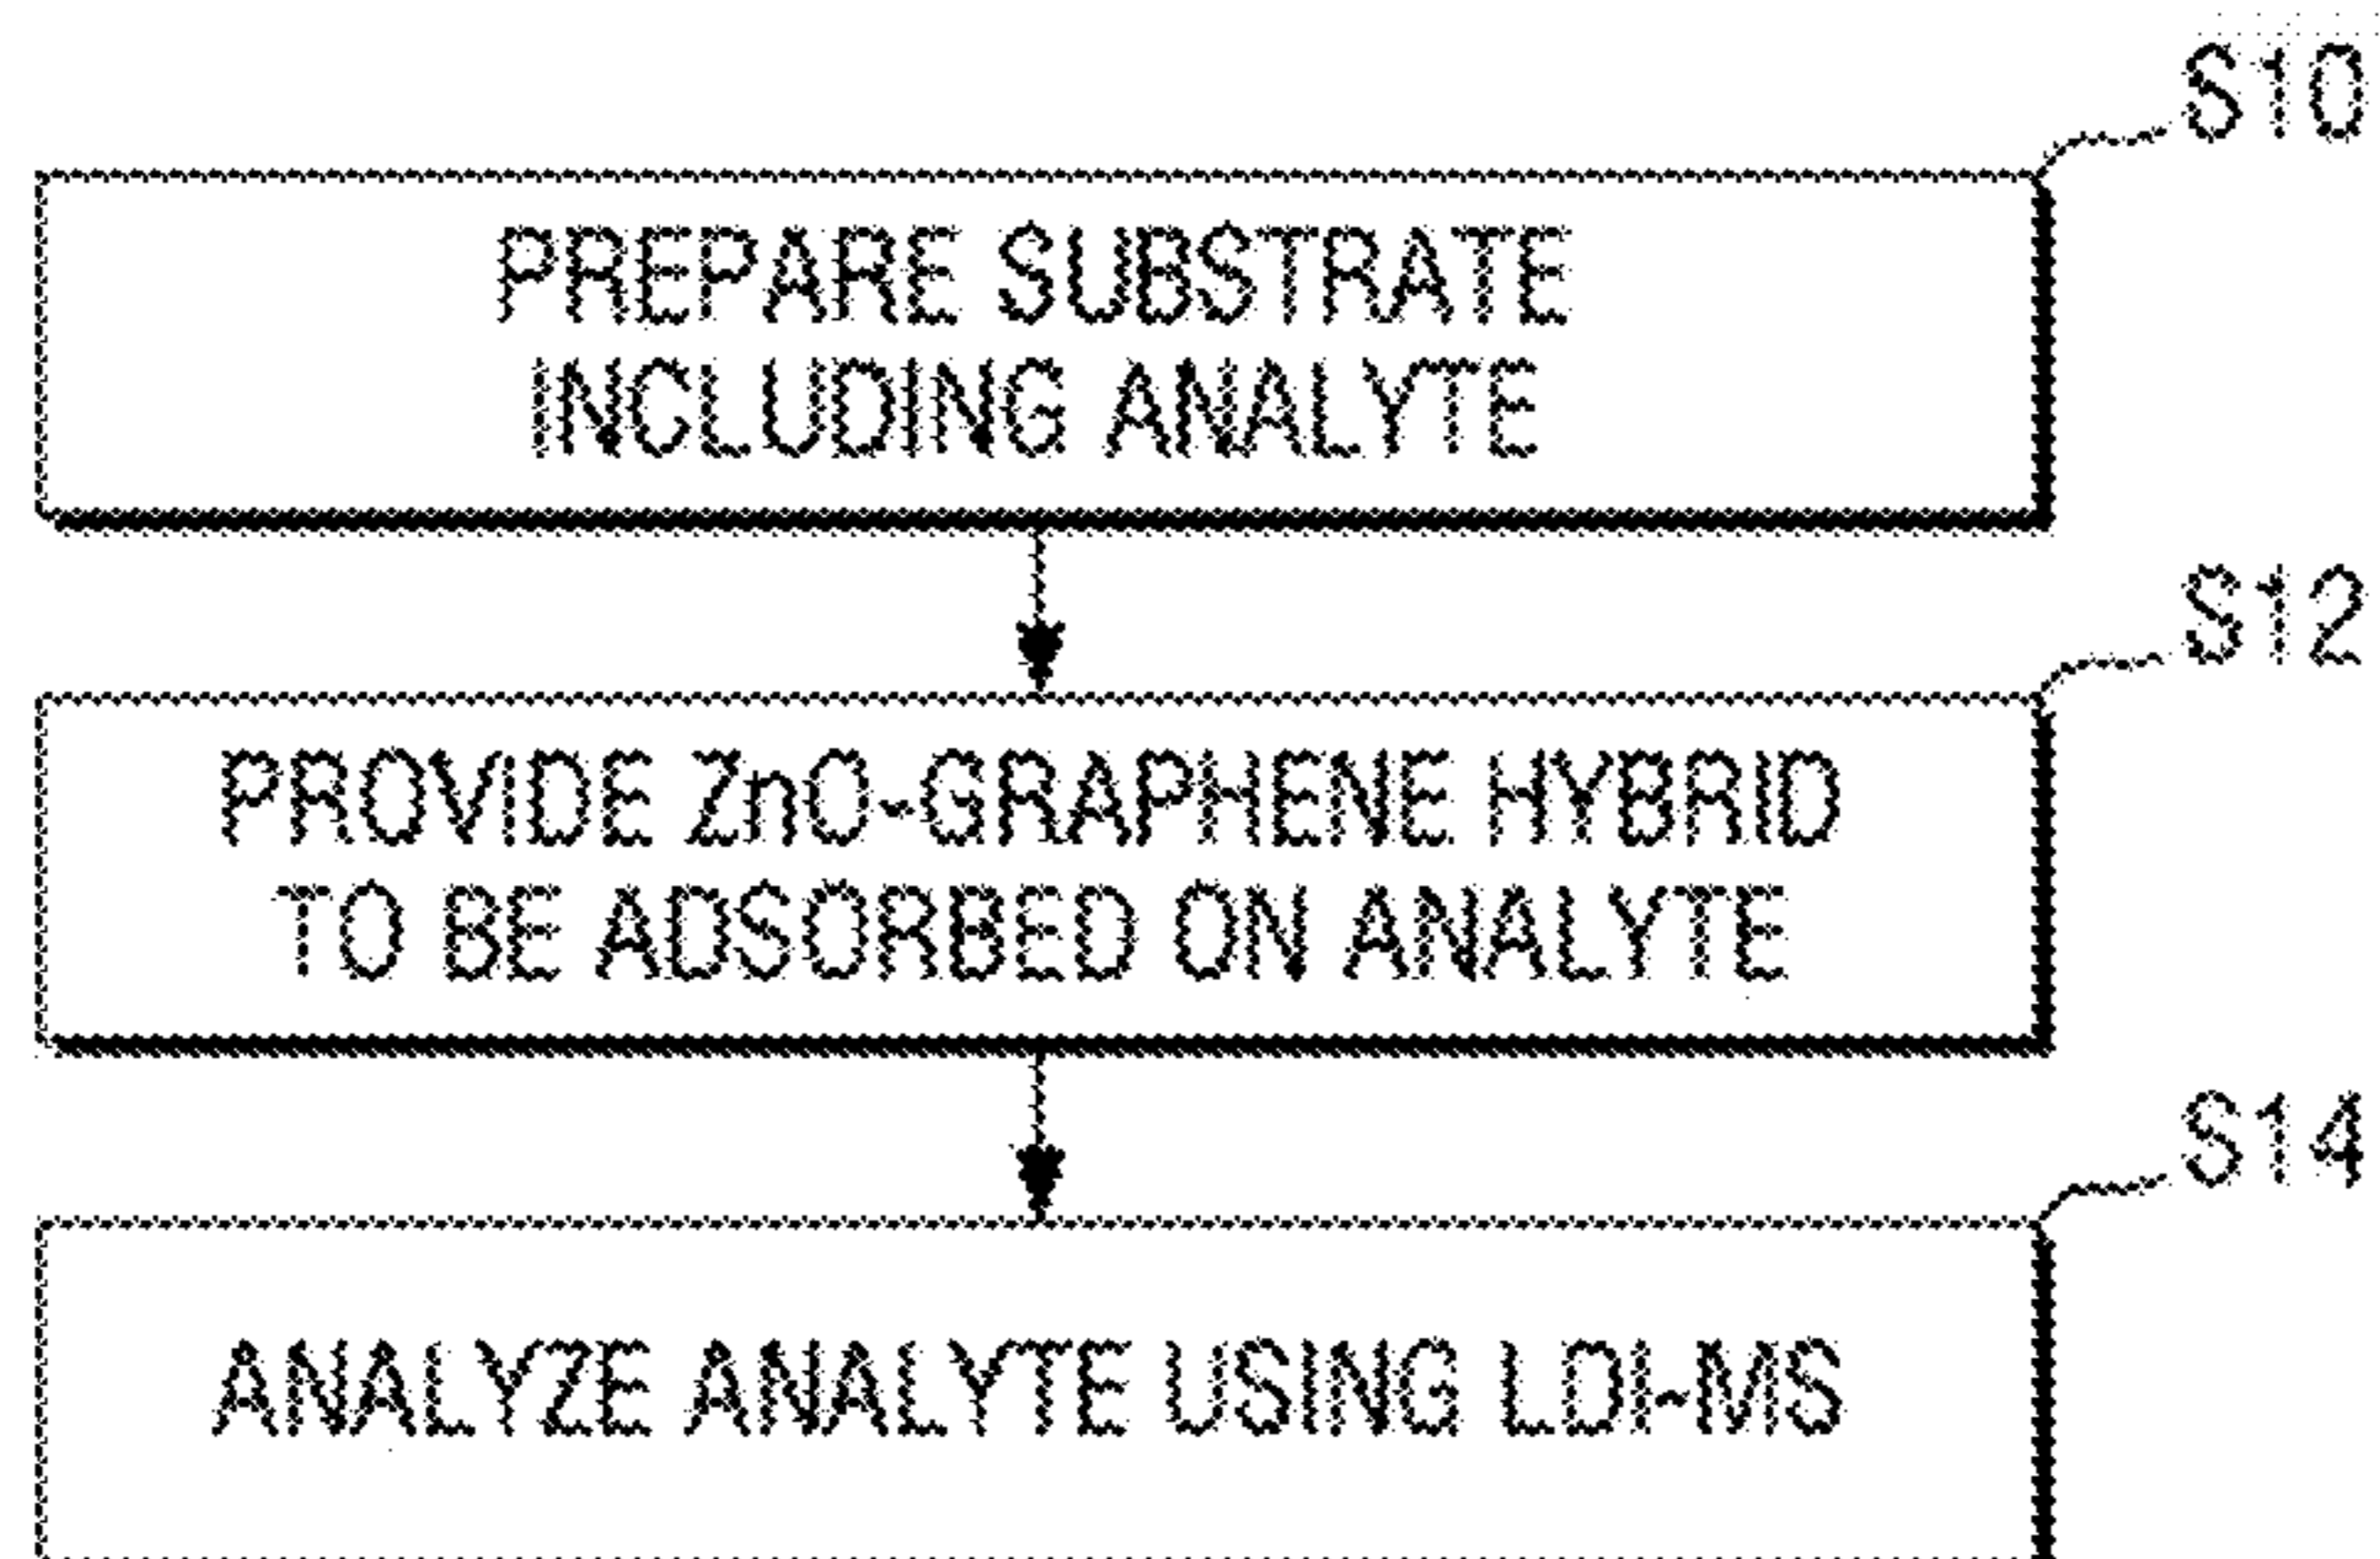 S10
PREPARE SUBSTRATE
INCLUDING ANALYTE
S12
PROVIDE ZnO-GRAPHENE HYBRID
TO BE ADSORBED ON ANALYTE
S14
ANALYZE ANALYTE USING LDI-MS